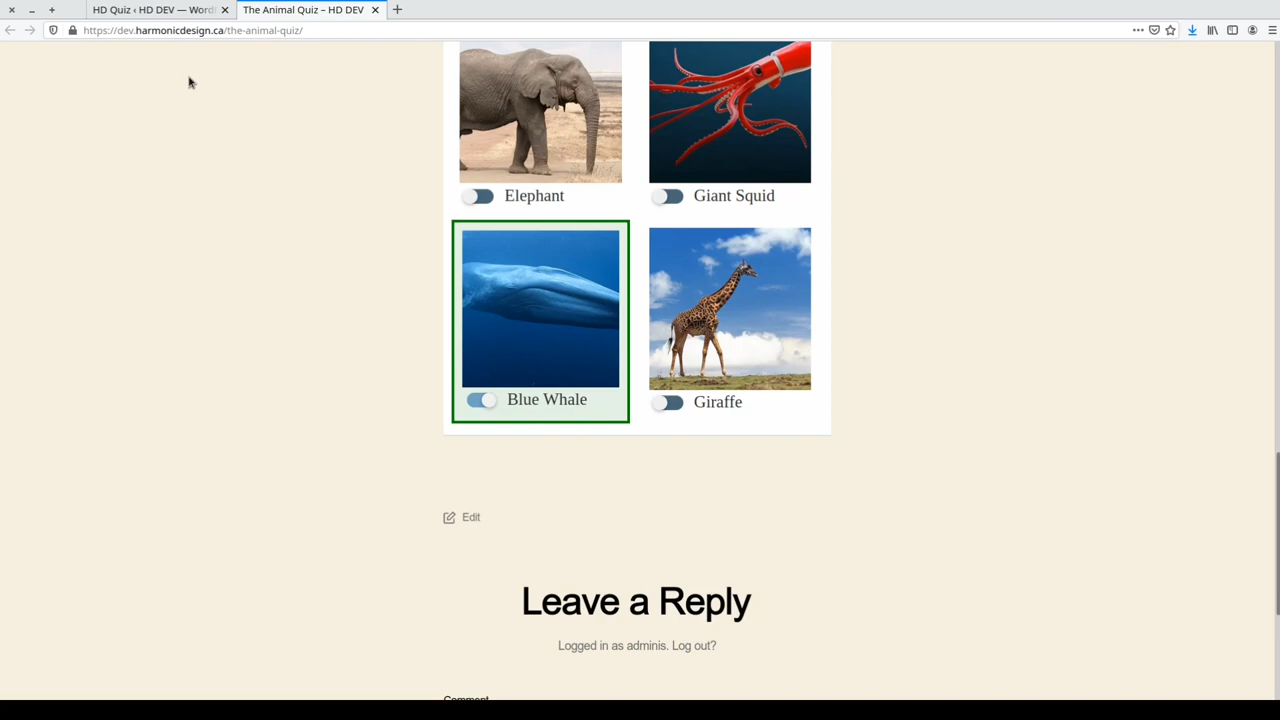 HD Quiz ‹ HD DEV — Word
The Animal Quiz – HD DEV
https://dev.harmonicdesign.ca/the-animal-quiz/
Elephant
Giant Squid
Blue Whale
Giraffe
Edit
Leave a Reply
Logged in as adminis. Log out?
Comment